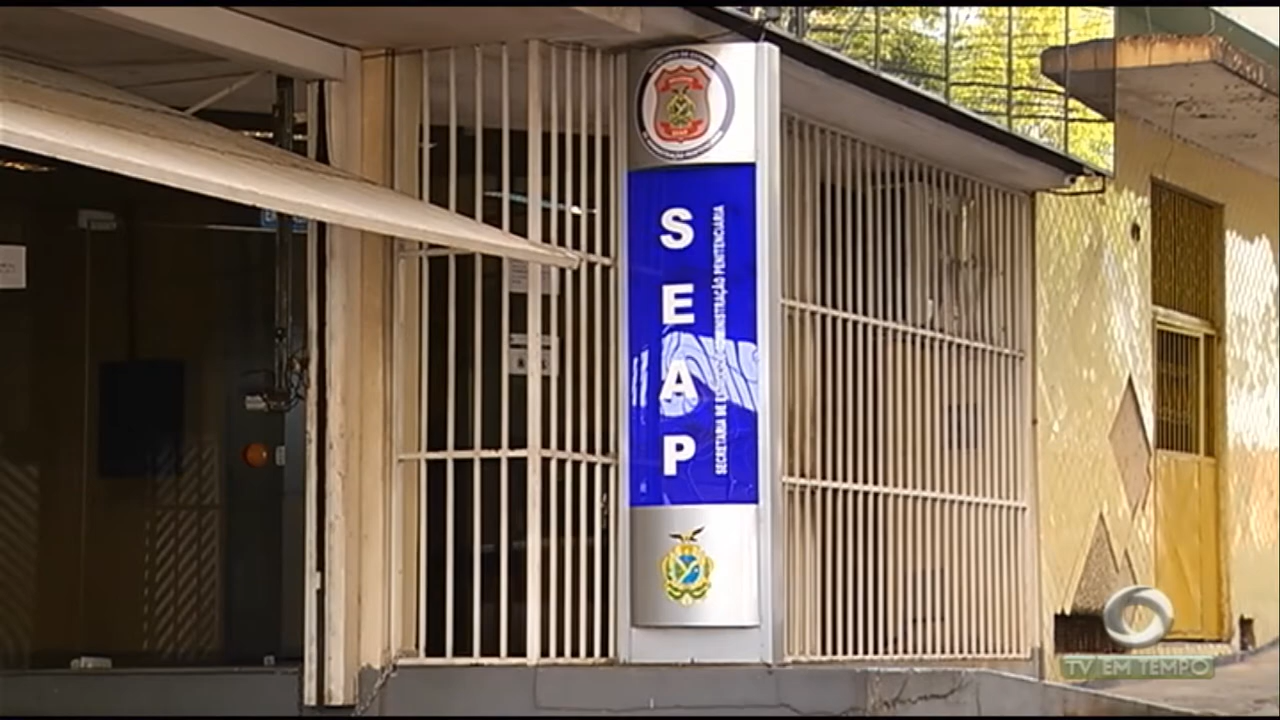 SEAP
SECRETARIA DE ESTADO DE ADMINISTRAÇÃO PENITENCIÁRIA
TV EM TEMPO